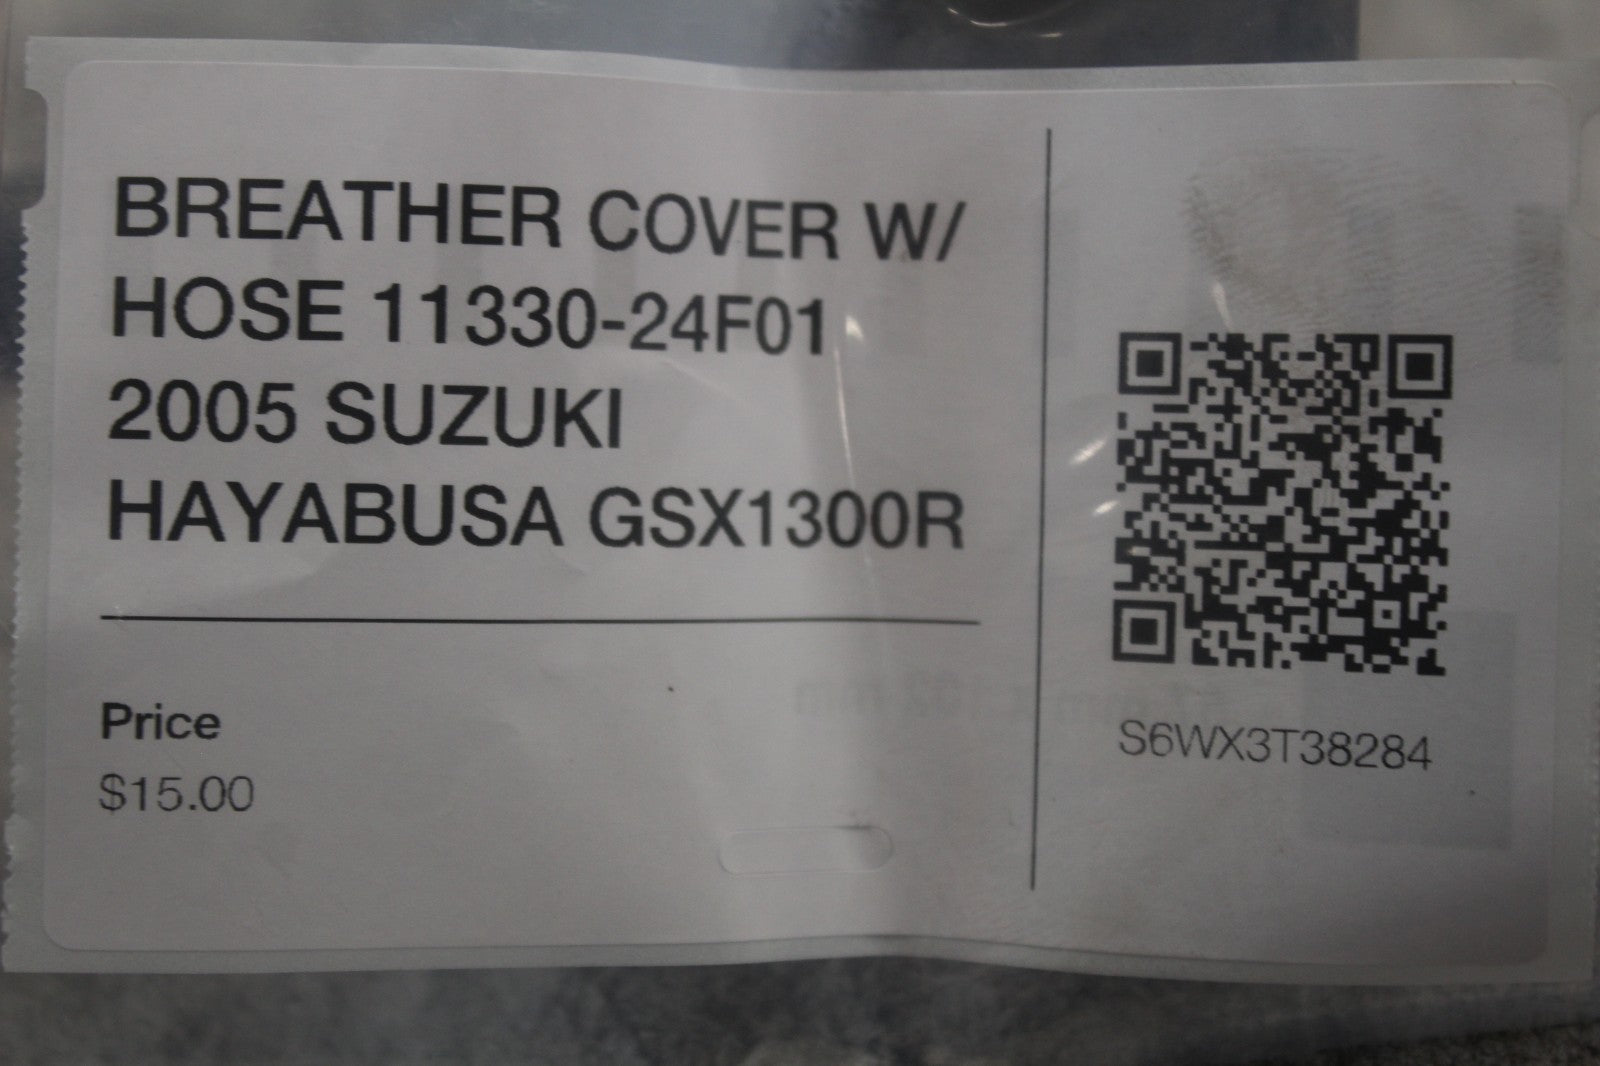 BREATHER COVER W/
HOSE 11330-24F01
2005 SUZUKI
HAYABUSA GSX1300R
Price
$15.00
S6WX3T38284